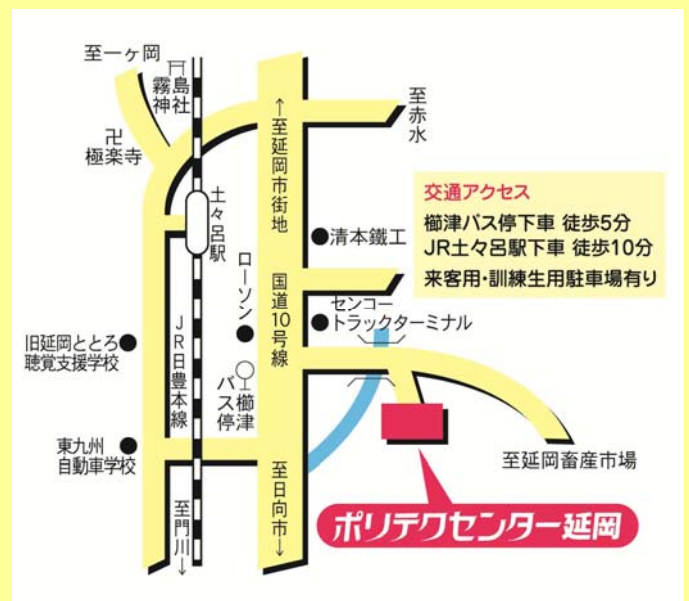 至一ヶ岡
霧島
神社
卍
極楽寺
至赤水
←至延岡市街地
土々呂駅
交通アクセス
櫛津バス停下車 徒歩5分
JR土々呂駅下車 徒歩10分
来客用・訓練生用駐車場有り
清本鐵工
ローソン
国道10号線
センコー
トラックターミナル
JR日豊本線
旧延岡ととろ
聴覚支援学校
櫛津
バス停
東九州
自動車学校
至延岡畜産市場
至門川→
至日向市→
ポリテクセンター延岡